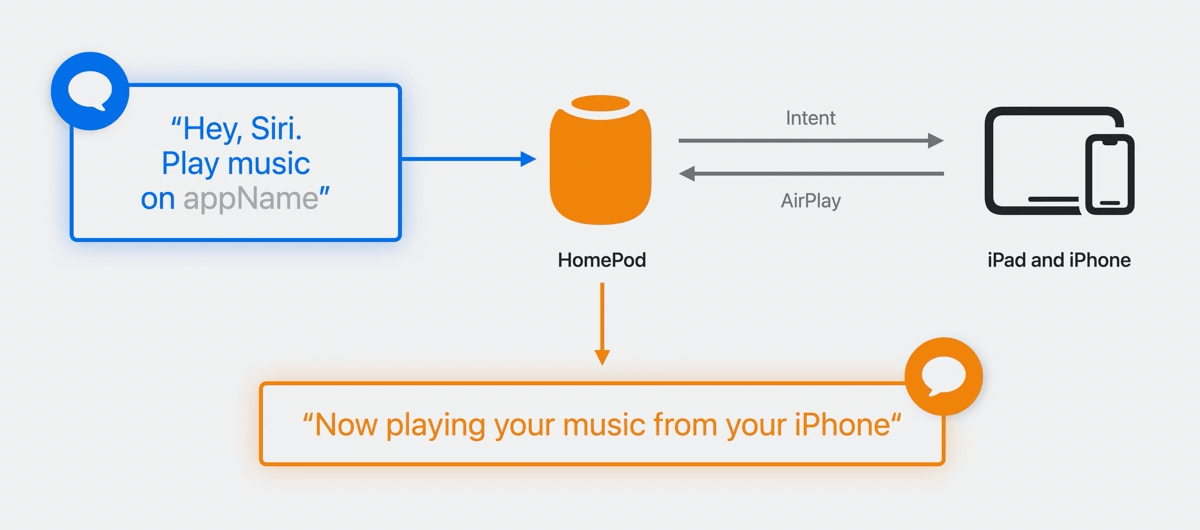 “Hey, Siri.
Play music
on appName”
Intent
AirPlay
HomePod
iPad and iPhone
“Now playing your music from your iPhone“